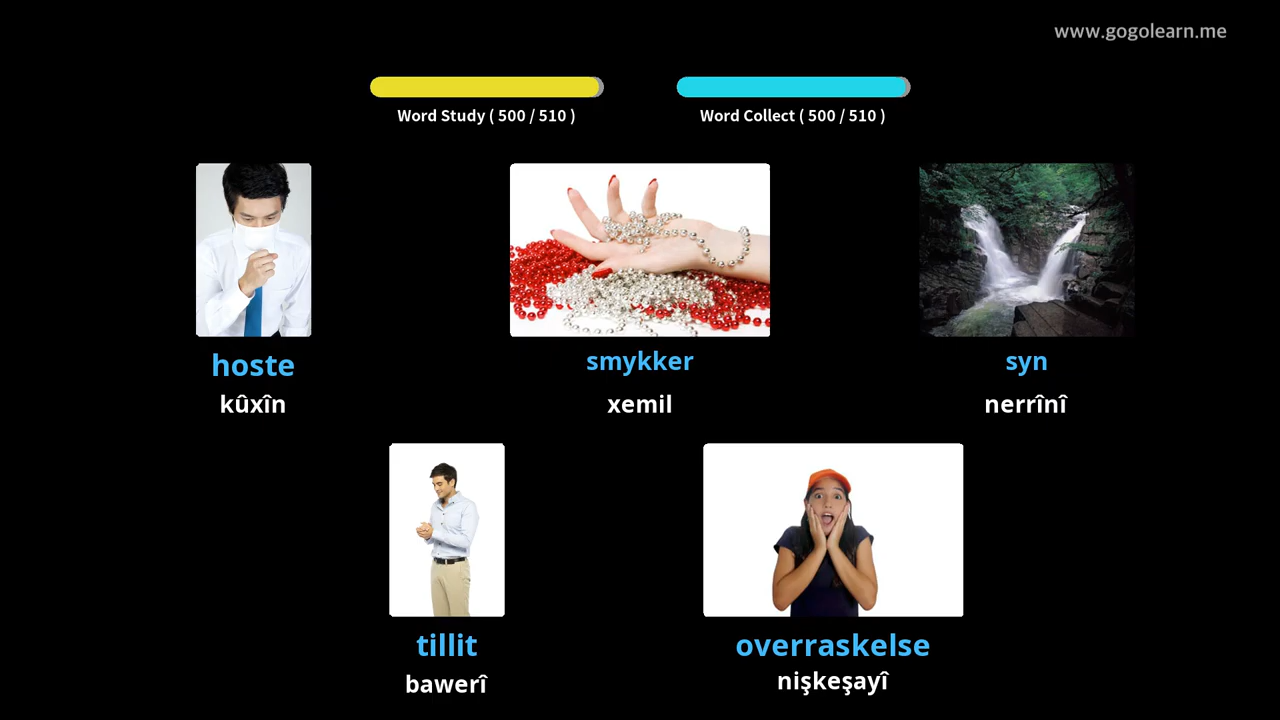 www.gogolearn.me
Word Study ( 500 / 510 )
Word Collect ( 500 / 510 )
hoste
kûxîn
smykker
xemil
syn
nerrînî
tillit
bawerî
overraskelse
nişkeşayî